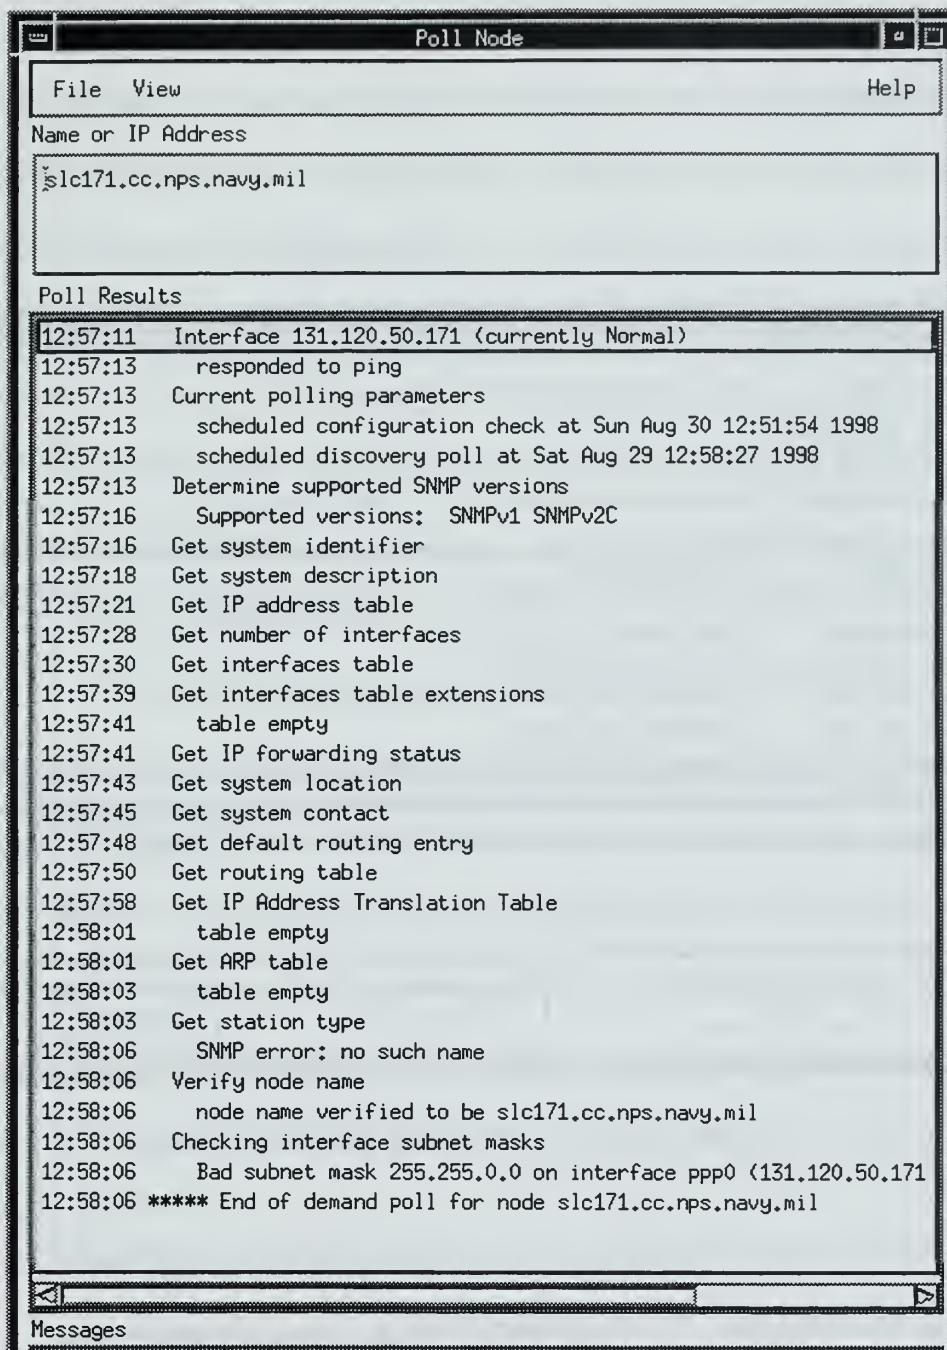 Poll Node
File View Help
Name or IP Address
slc171.cc.nps.navy.mil
Poll Results
12:57:11 Interface 131.120.50.171 (currently Normal)
12:57:13 responded to ping
12:57:13 Current polling parameters
12:57:13 scheduled configuration check at Sun Aug 30 12:51:54 1998
12:57:13 scheduled discovery poll at Sat Aug 29 12:58:27 1998
12:57:13 Determine supported SNMP versions
12:57:16 Supported versions: SNMPv1 SNMPv2C
12:57:16 Get system identifier
12:57:18 Get system description
12:57:21 Get IP address table
12:57:28 Get number of interfaces
12:57:30 Get interfaces table
12:57:39 Get interfaces table extensions
12:57:41 table empty
12:57:41 Get IP forwarding status
12:57:43 Get system location
12:57:45 Get system contact
12:57:48 Get default routing entry
12:57:50 Get routing table
12:57:58 Get IP Address Translation Table
12:58:01 table empty
12:58:01 Get ARP table
12:58:03 table empty
12:58:03 Get station type
12:58:06 SNMP error: no such name
12:58:06 Verify node name
12:58:06 node name verified to be slc171.cc.nps.navy.mil
12:58:06 Checking interface subnet masks
12:58:06 Bad subnet mask 255.255.0.0 on interface ppp0 (131.120.50.171
12:58:06 ***** End of demand poll for node slc171.cc.nps.navy.mil
Messages